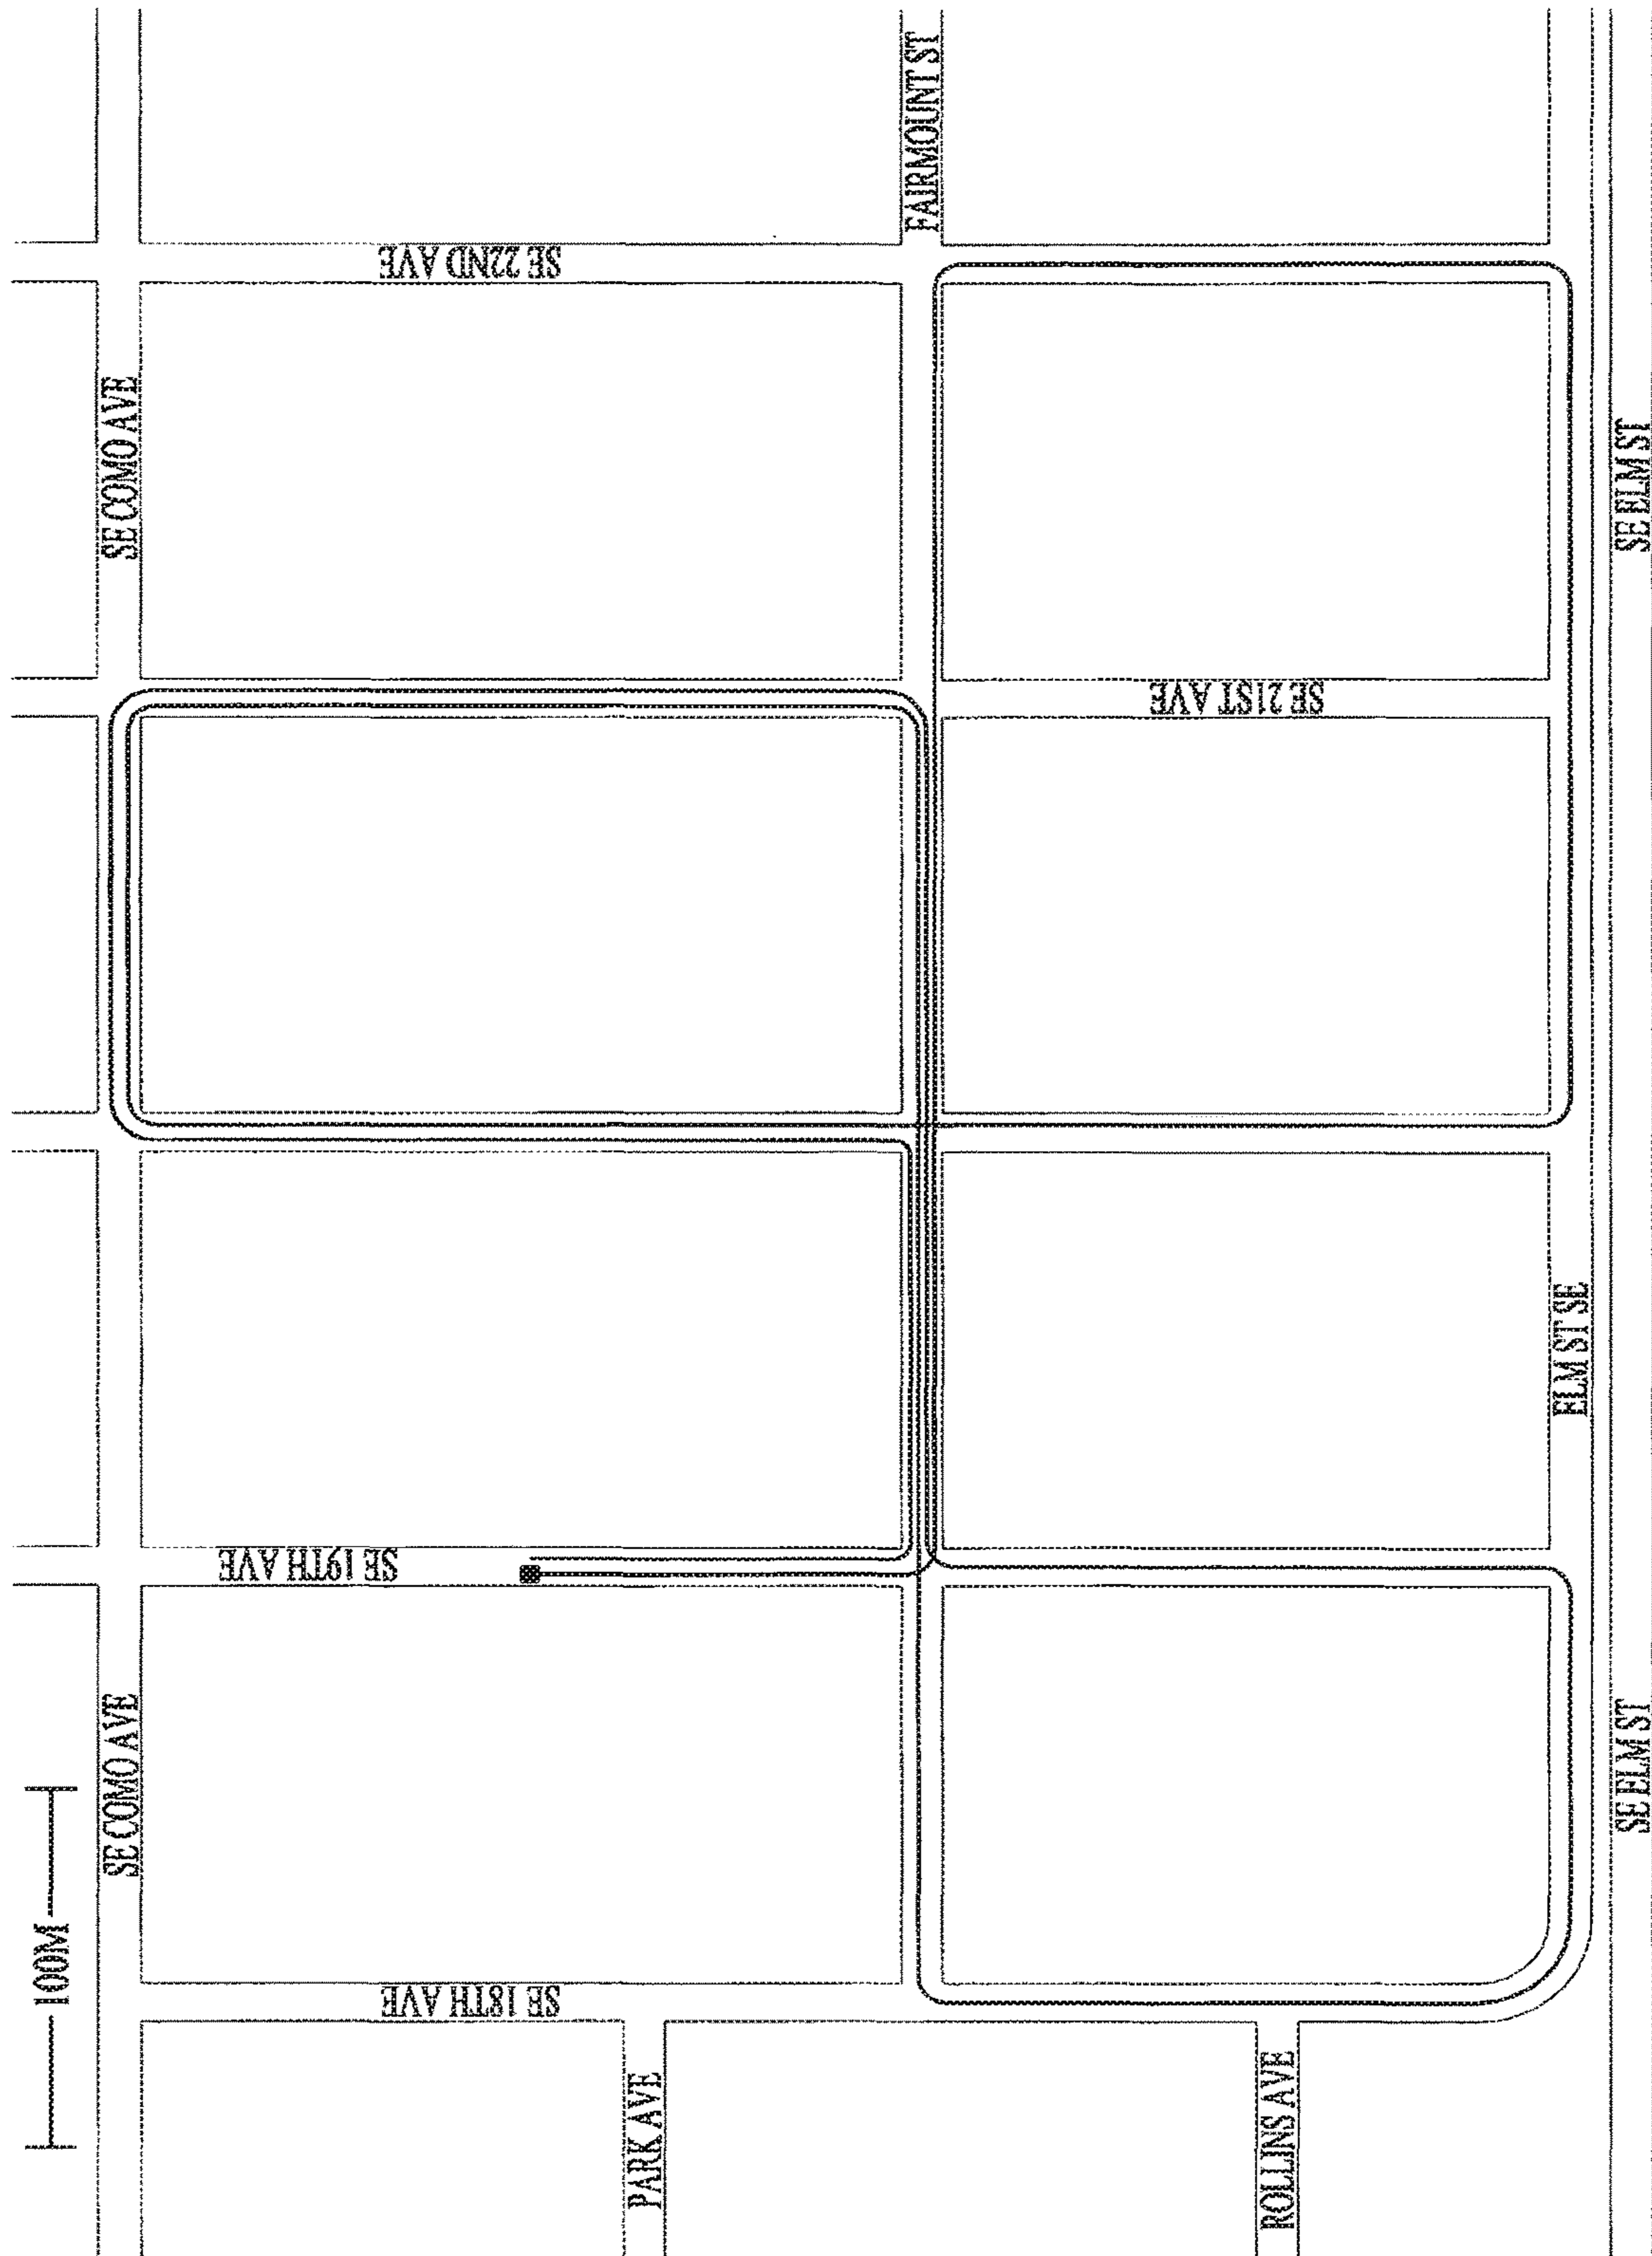 FAIRMOUNT ST
SE 22ND AVE
SE COMO AVE
SE ELM ST
SE 21ST AVE
ELM ST SE
SE 19TH AVE
SE COMO AVE
SE ELM ST
100M
SE 18TH AVE
PARK AVE
ROLLINS AVE